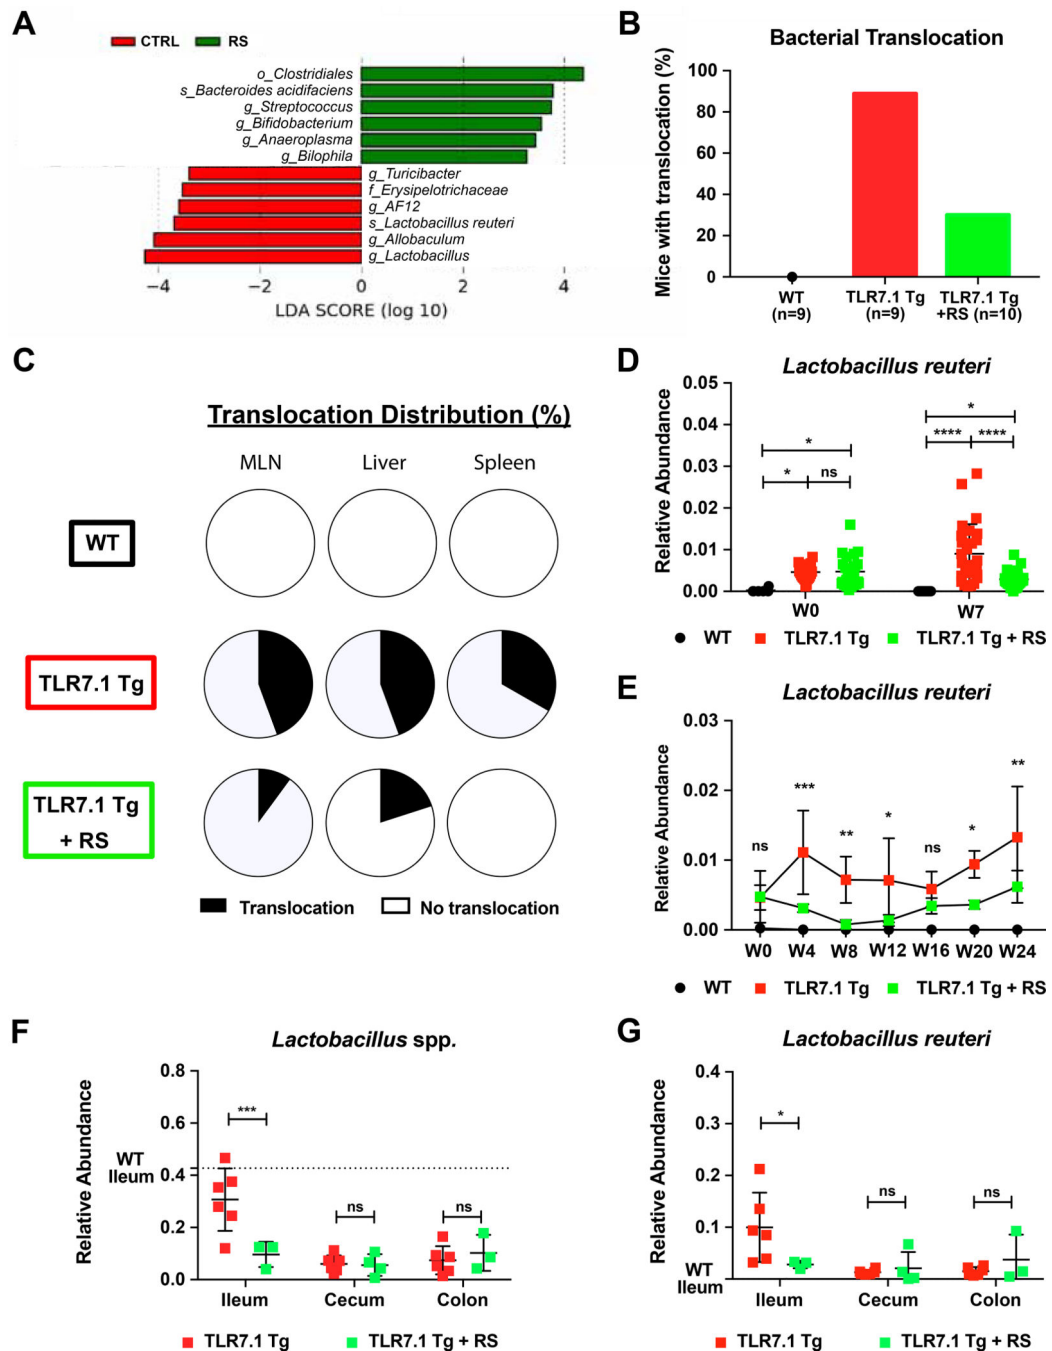 A
CTRL
RS
o_Clostridiales
s_Bacteroides acidifaciens
g_Streptococcus
g_Bifidobacterium
g_Anaeroplasma
g_Bilophila
g_Turicibacter
f_Erysipelotrichaceae
g_AF12
s_Lactobacillus reuteri
g_Allobaculum
g_Lactobacillus
−4 −2 0 2 4
LDA SCORE (log 10)
B
Bacterial Translocation
Mice with translocation (%)
100
80
60
40
20
0
WT (n=9)
TLR7.1 Tg (n=9)
TLR7.1 Tg +RS (n=10)
C
Translocation Distribution (%)
MLN Liver Spleen
WT
TLR7.1 Tg
TLR7.1 Tg
+ RS
Translocation No translocation
D
Lactobacillus reuteri
Relative Abundance
0.05
0.04
0.03
0.02
0.01
0.00
*
* ns
*
**** ****
W0 W7
WT TLR7.1 Tg TLR7.1 Tg + RS
E
Lactobacillus reuteri
Relative Abundance
0.03
0.02
0.01
0.00
ns *** ** * ns * **
W0 W4 W8 W12 W16 W20 W24
WT TLR7.1 Tg TLR7.1 Tg + RS
F
Lactobacillus spp.
Relative Abundance
0.8
0.6
0.4
0.2
0.0
WT
Ileum
*** ns ns
Ileum Cecum Colon
TLR7.1 Tg TLR7.1 Tg + RS
G
Lactobacillus reuteri
Relative Abundance
0.4
0.3
0.2
0.1
WT
Ileum
* ns ns
Ileum Cecum Colon
TLR7.1 Tg TLR7.1 Tg + RS